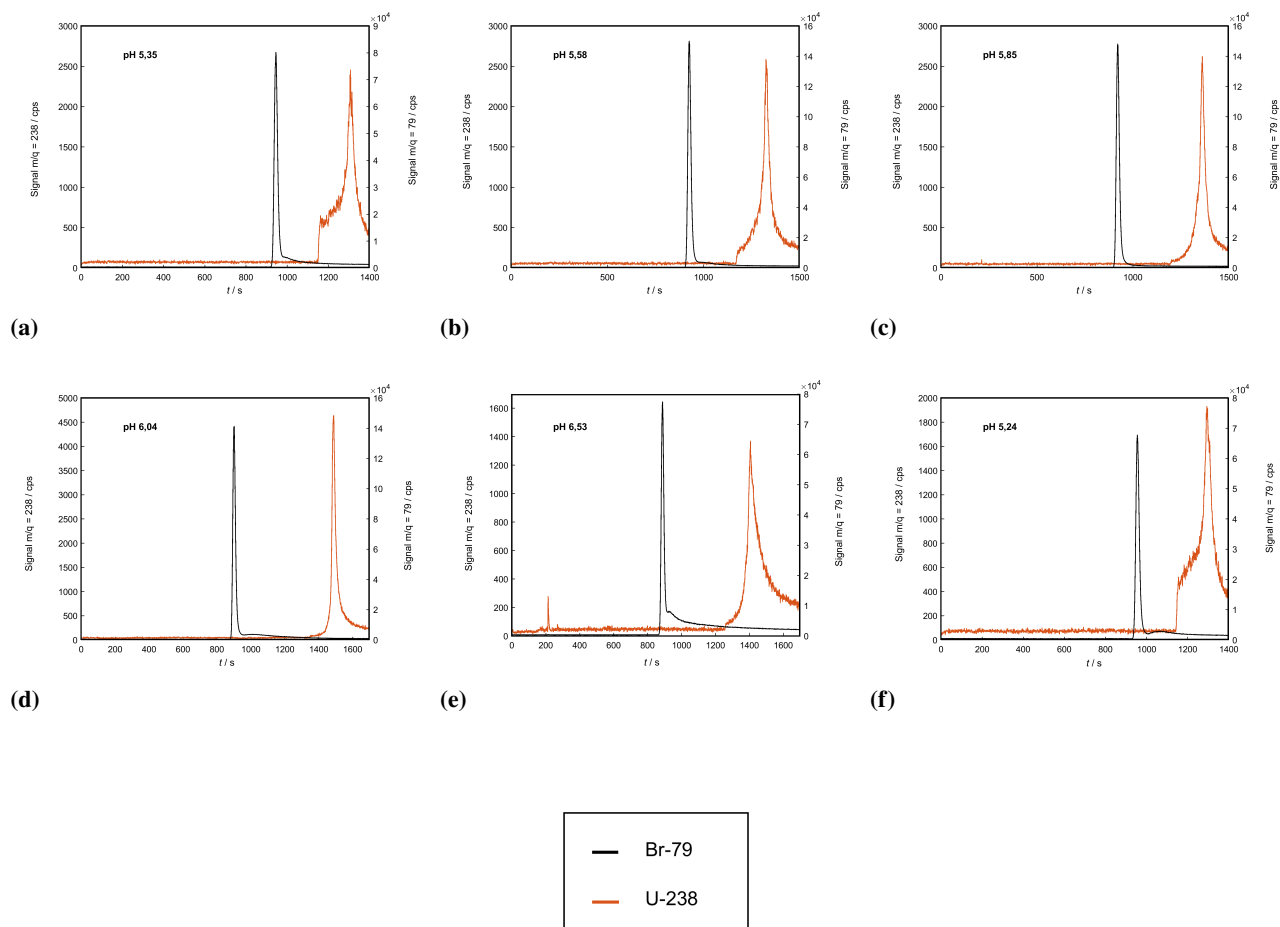 ×10⁴
pH 5,35
3000
2500
2000
1500
1000
500
0
Signal m/q = 238 / cps
0 200 400 600 800 1000 1200 1400
t / s
9
8
7
6
5
4
3
2
1
0
Signal m/q = 79 / cps
(a)
×10⁴
pH 5,58
3000
2500
2000
1500
1000
500
0
Signal m/q = 238 / cps
0 500 1000 1500
t / s
16
14
12
10
8
6
4
2
0
Signal m/q = 79 / cps
(b)
×10⁴
pH 5,85
3000
2500
2000
1500
1000
500
0
Signal m/q = 238 / cps
0 500 1000 1500
t / s
16
14
12
10
8
6
4
2
0
Signal m/q = 79 / cps
(c)
×10⁴
pH 6,04
5000
4500
4000
3500
3000
2500
2000
1500
1000
500
0
Signal m/q = 238 / cps
0 200 400 600 800 1000 1200 1400 1600
t / s
16
14
12
10
8
6
4
2
0
Signal m/q = 79 / cps
(d)
×10⁴
pH 6,53
1600
1400
1200
1000
800
600
400
200
0
Signal m/q = 238 / cps
0 200 400 600 800 1000 1200 1400 1600
t / s
8
7
6
5
4
3
2
1
0
Signal m/q = 79 / cps
(e)
×10⁴
pH 5,24
2000
1800
1600
1400
1200
1000
800
600
400
200
0
Signal m/q = 238 / cps
0 200 400 600 800 1000 1200 1400
t / s
8
7
6
5
4
3
2
1
0
Signal m/q = 79 / cps
(f)
Br-79
U-238